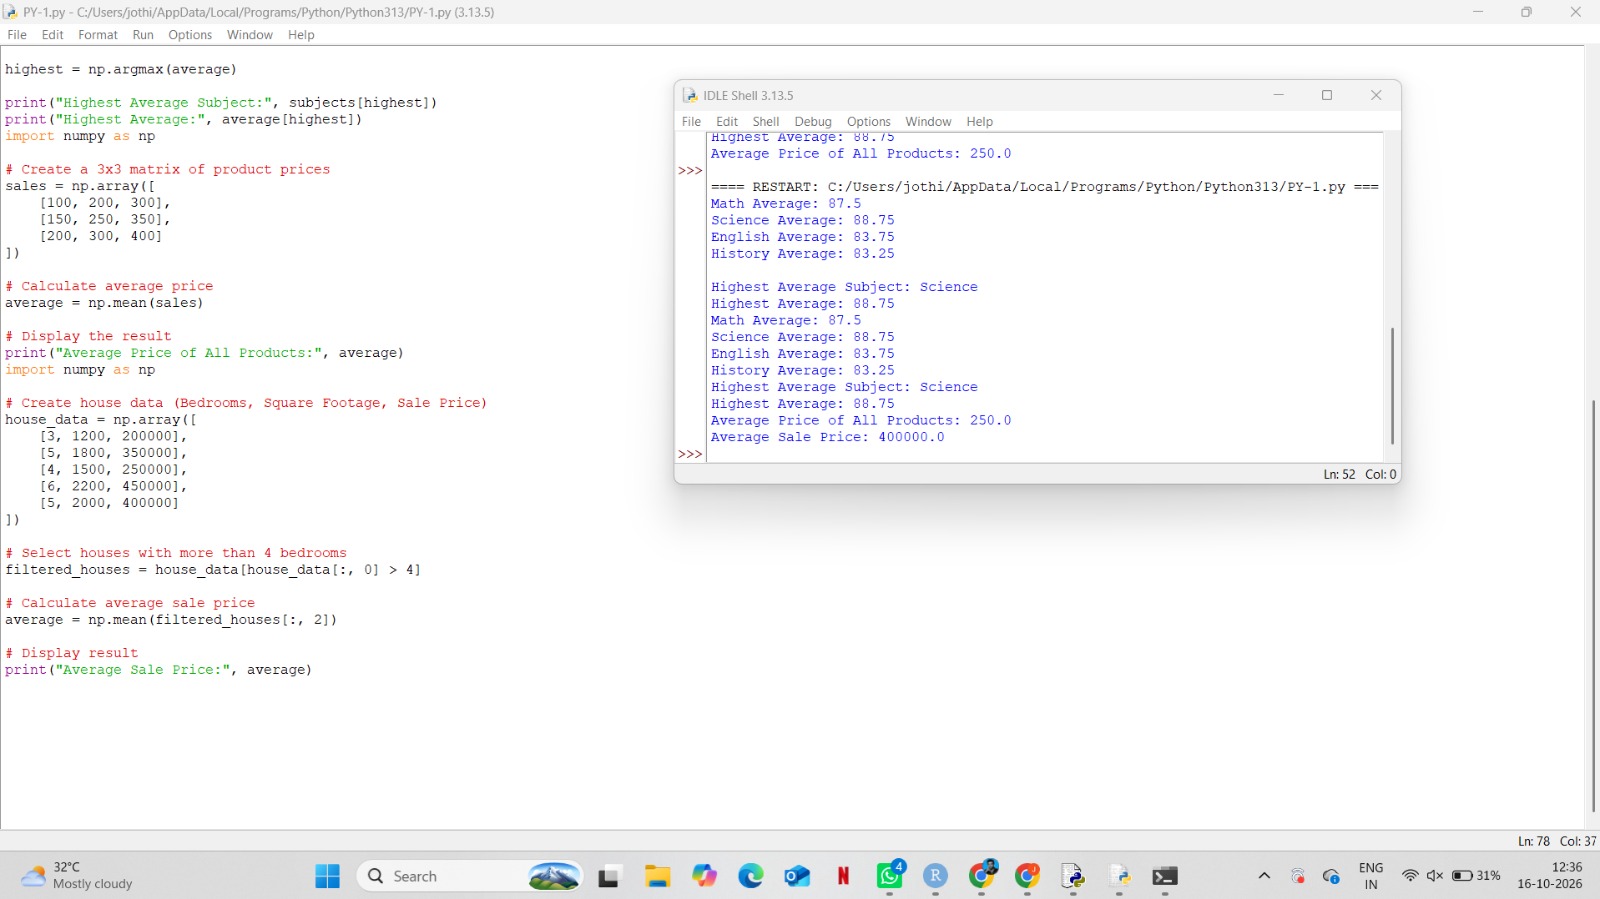 PY-1.py - C:/Users/jothi/AppData/Local/Programs/Python/Python313/PY-1.py (3.13.5)
File Edit Format Run Options Window Help
highest = np.argmax(average)
print("Highest Average Subject:", subjects[highest])
print("Highest Average:", average[highest])
import numpy as np
# Create a 3x3 matrix of product prices
sales = np.array([
[100, 200, 300],
[150, 250, 350],
[200, 300, 400]
])
# Calculate average price
average = np.mean(sales)
# Display the result
print("Average Price of All Products:", average)
import numpy as np
# Create house data (Bedrooms, Square Footage, Sale Price)
house_data = np.array([
[3, 1200, 200000],
[5, 1800, 350000],
[4, 1500, 250000],
[6, 2200, 450000],
[5, 2000, 400000]
])
# Select houses with more than 4 bedrooms
filtered_houses = house_data[house_data[:, 0] > 4]
# Calculate average sale price
average = np.mean(filtered_houses[:, 2])
# Display result
print("Average Sale Price:", average)
IDLE Shell 3.13.5
File Edit Shell Debug Options Window Help
Highest Average: 88.75
Average Price of All Products: 250.0
>>>
==== RESTART: C:/Users/jothi/AppData/Local/Programs/Python/Python313/PY-1.py ===
Math Average: 87.5
Science Average: 88.75
English Average: 83.75
History Average: 83.25
Highest Average Subject: Science
Highest Average: 88.75
Math Average: 87.5
Science Average: 88.75
English Average: 83.75
History Average: 83.25
Highest Average Subject: Science
Highest Average: 88.75
Average Price of All Products: 250.0
Average Sale Price: 400000.0
>>>
Ln: 52 Col: 0
Ln: 78 Col: 37
32°C
Mostly cloudy
Search
4
R
ENG
IN
31%
12:36
16-10-2026